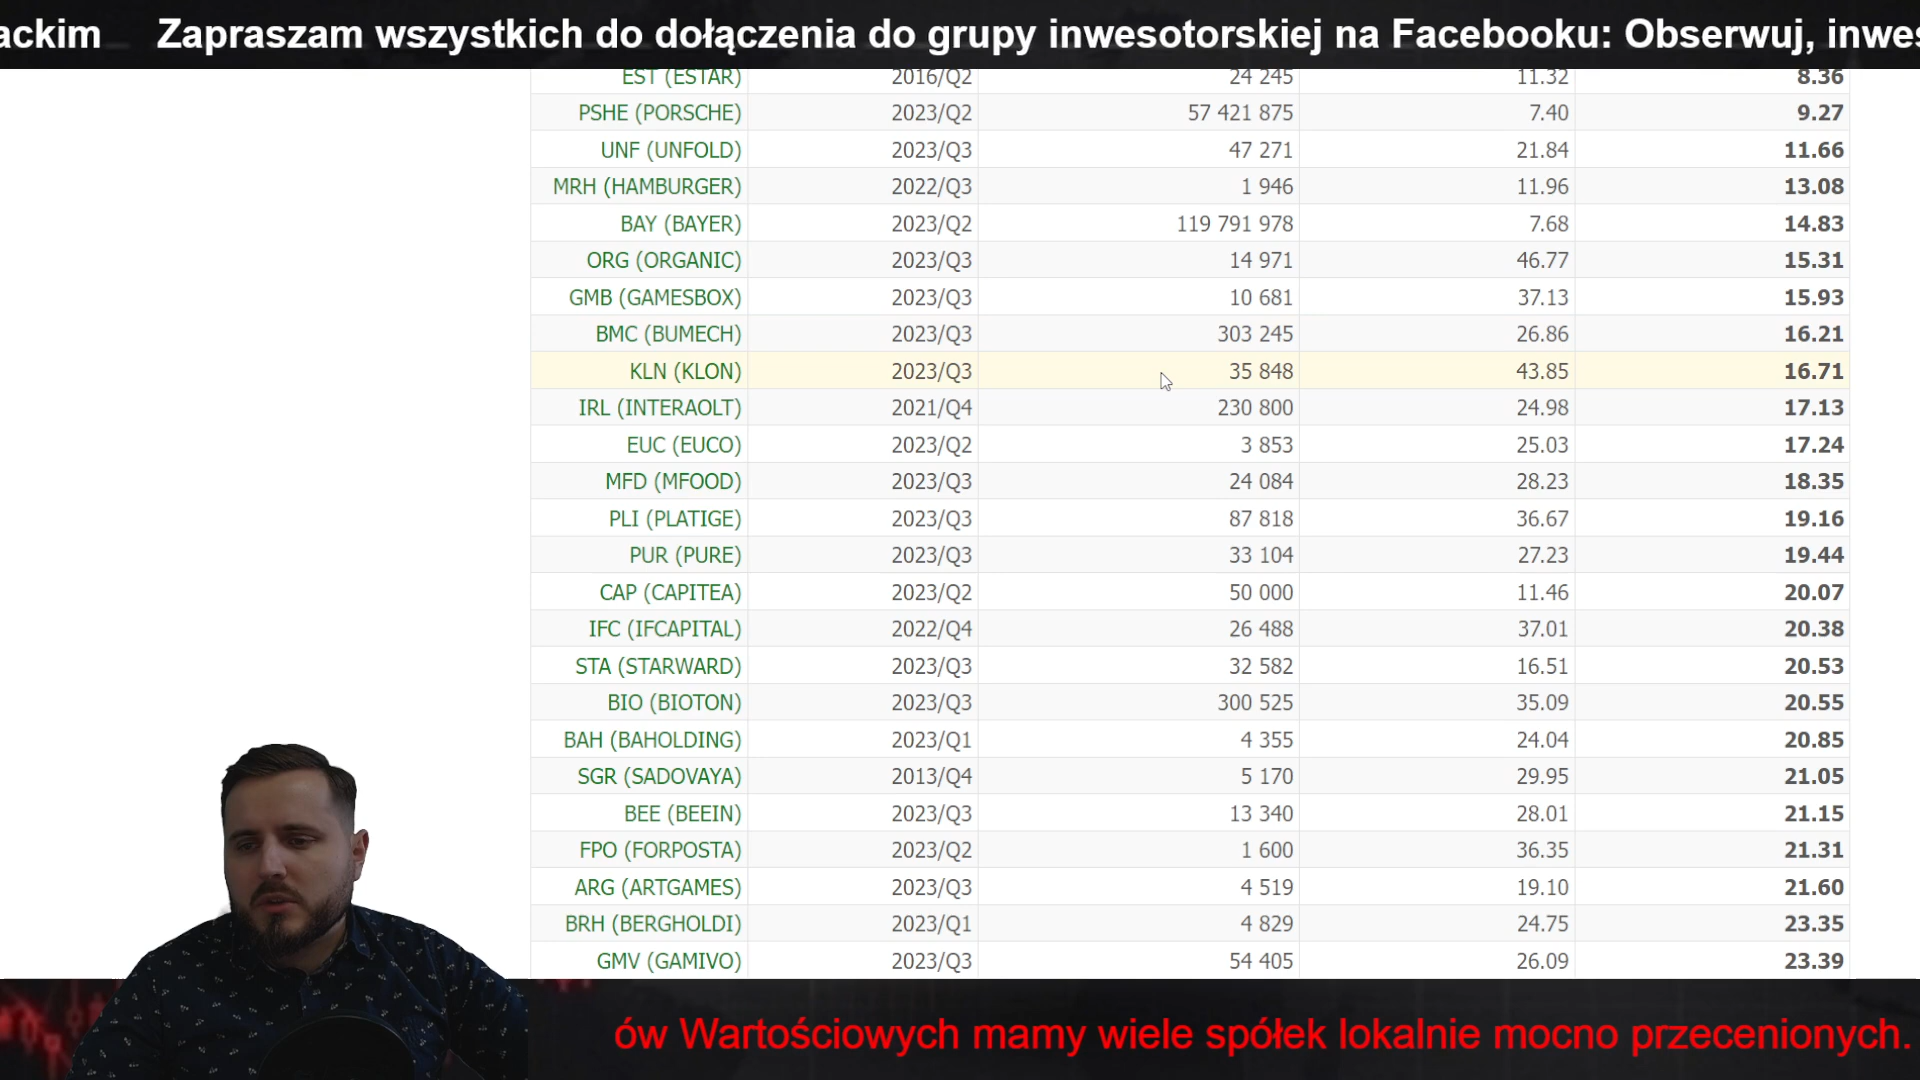 ackim Zapraszam wszystkich do dołączenia do grupy inwesotorskiej na Facebooku: Obserwuj, inwes
EST (ESTAR) 2016/Q2 24 245 11.32 8.36
PSHE (PORSCHE) 2023/Q2 57 421 875 7.40 9.27
UNF (UNFOLD) 2023/Q3 47 271 21.84 11.66
MRH (HAMBURGER) 2022/Q3 1 946 11.96 13.08
BAY (BAYER) 2023/Q2 119 791 978 7.68 14.83
ORG (ORGANIC) 2023/Q3 14 971 46.77 15.31
GMB (GAMESBOX) 2023/Q3 10 681 37.13 15.93
BMC (BUMECH) 2023/Q3 303 245 26.86 16.21
KLN (KLON) 2023/Q3 35 848 43.85 16.71
IRL (INTERAOLT) 2021/Q4 230 800 24.98 17.13
EUC (EUCO) 2023/Q2 3 853 25.03 17.24
MFD (MFOOD) 2023/Q3 24 084 28.23 18.35
PLI (PLATIGE) 2023/Q3 87 818 36.67 19.16
PUR (PURE) 2023/Q3 33 104 27.23 19.44
CAP (CAPITEA) 2023/Q2 50 000 11.46 20.07
IFC (IFCAPITAL) 2022/Q4 26 488 37.01 20.38
STA (STARWARD) 2023/Q3 32 582 16.51 20.53
BIO (BIOTON) 2023/Q3 300 525 35.09 20.55
BAH (BAHOLDING) 2023/Q1 4 355 24.04 20.85
SGR (SADOVAYA) 2013/Q4 5 170 29.95 21.05
BEE (BEEIN) 2023/Q3 13 340 28.01 21.15
FPO (FORPOSTA) 2023/Q2 1 600 36.35 21.31
ARG (ARTGAMES) 2023/Q3 4 519 19.10 21.60
BRH (BERGHOLDI) 2023/Q1 4 829 24.75 23.35
GMV (GAMIVO) 2023/Q3 54 405 26.09 23.39
ów Wartościowych mamy wiele spółek lokalnie mocno przecenionych.